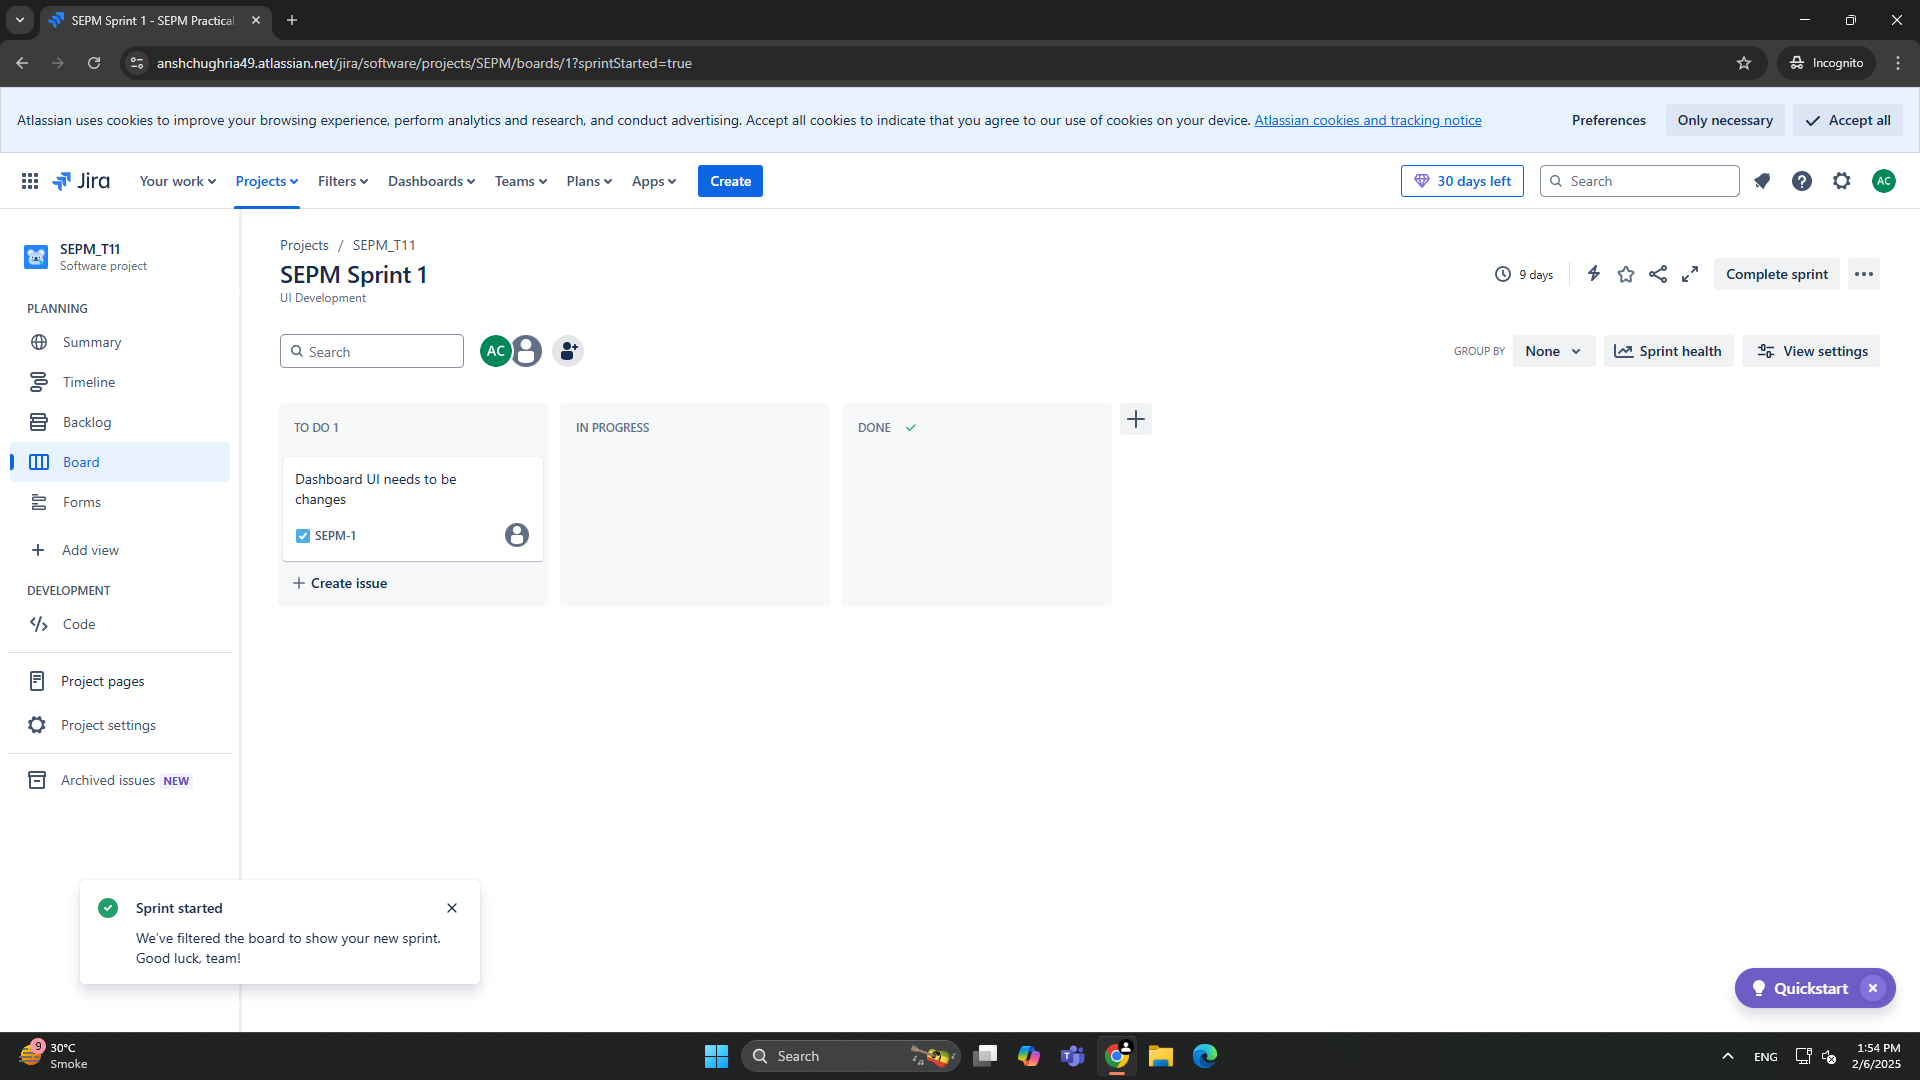 SEPM Sprint 1 - SEPM Practical
anshchughria49.atlassian.net/jira/software/projects/SEPM/boards/1?sprintStarted=true
Incognito
Atlassian uses cookies to improve your browsing experience, perform analytics and research, and conduct advertising. Accept all cookies to indicate that you agree to our use of cookies on your device. Atlassian cookies and tracking notice
Preferences
Only necessary
Accept all
Jira
Your work
Projects
Filters
Dashboards
Teams
Plans
Apps
Create
30 days left
Search
AC
SEPM_T11
Software project
PLANNING
Summary
Timeline
Backlog
Board
Forms
Add view
DEVELOPMENT
Code
Project pages
Project settings
Archived issues NEW
Projects / SEPM_T11
SEPM Sprint 1
UI Development
9 days
Complete sprint
Search
AC
GROUP BY
None
Sprint health
View settings
TO DO 1
IN PROGRESS
DONE
Dashboard UI needs to be
changes
SEPM-1
Create issue
Sprint started
We've filtered the board to show your new sprint.
Good luck, team!
Quickstart
9
30°C
Smoke
Search
ENG
1:54 PM
2/6/2025